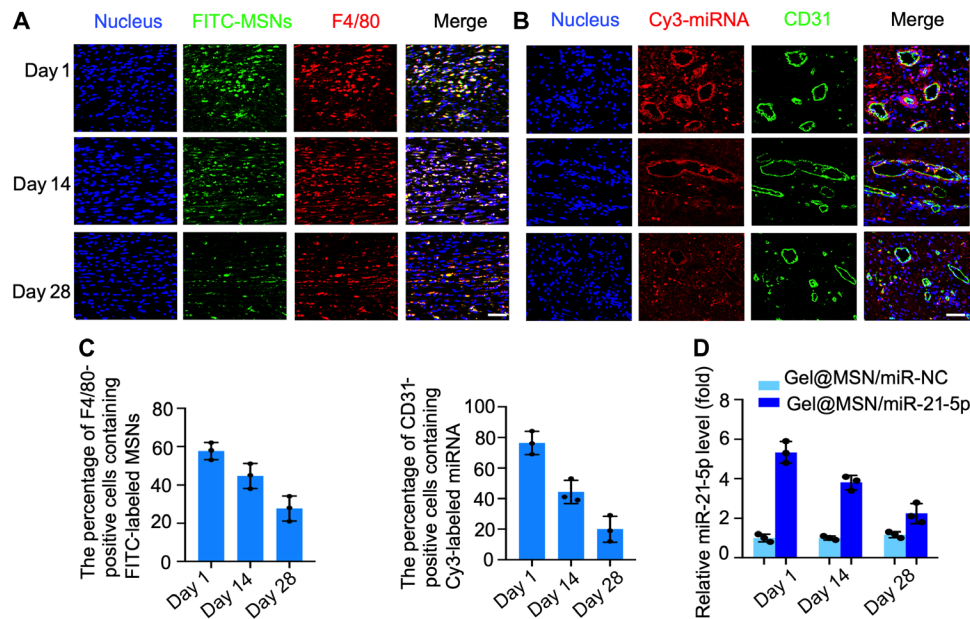 A
Nucleus FITC-MSNs F4/80 Merge
Day 1
Day 14
Day 28
B
Nucleus Cy3-miRNA CD31 Merge
C
The percentage of F4/80-
positive cells containing
FITC-labeled MSNs
80
60
40
20
0
Day 1 Day 14 Day 28
The percentage of CD31-
positive cells containing
Cy3-labeled miRNA
100
80
60
40
20
0
Day 1 Day 14 Day 28
D
Gel@MSN/miR-NC
Gel@MSN/miR-21-5p
Relative miR-21-5p level (fold)
8
6
4
2
0
Day 1 Day 14 Day 28